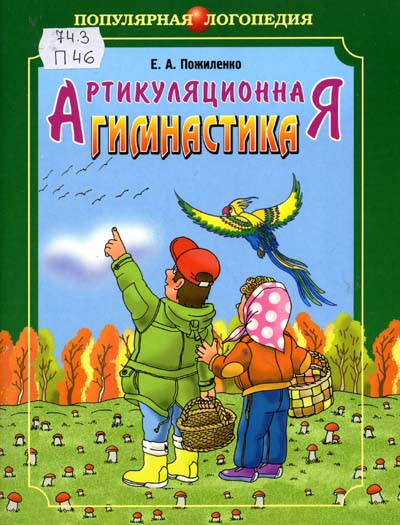 ПОПУЛЯРНАЯ ЛОГОПЕДИЯ
74.3
П 46
Е. А. Пожиленко
АРТИКУЛЯЦИОННАЯ
ГИМНАСТИКА